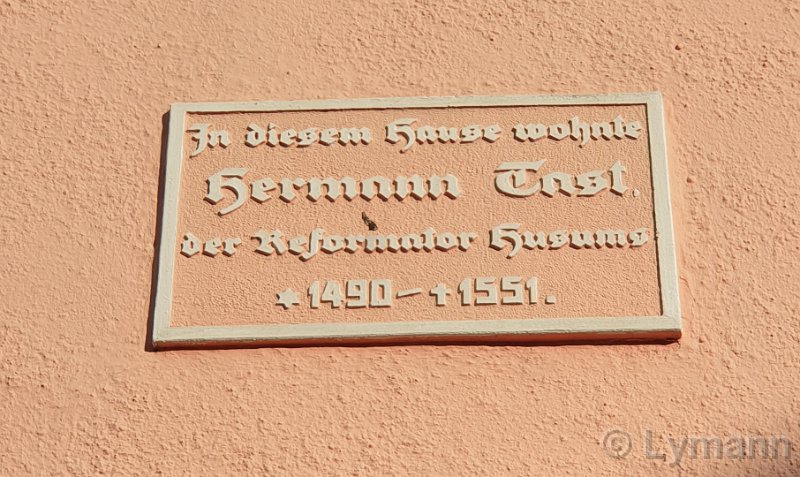 In diesem Hause wohnte
Hermann Tast.
der Reformator Husums
* 1490 – † 1551.
© Lymann